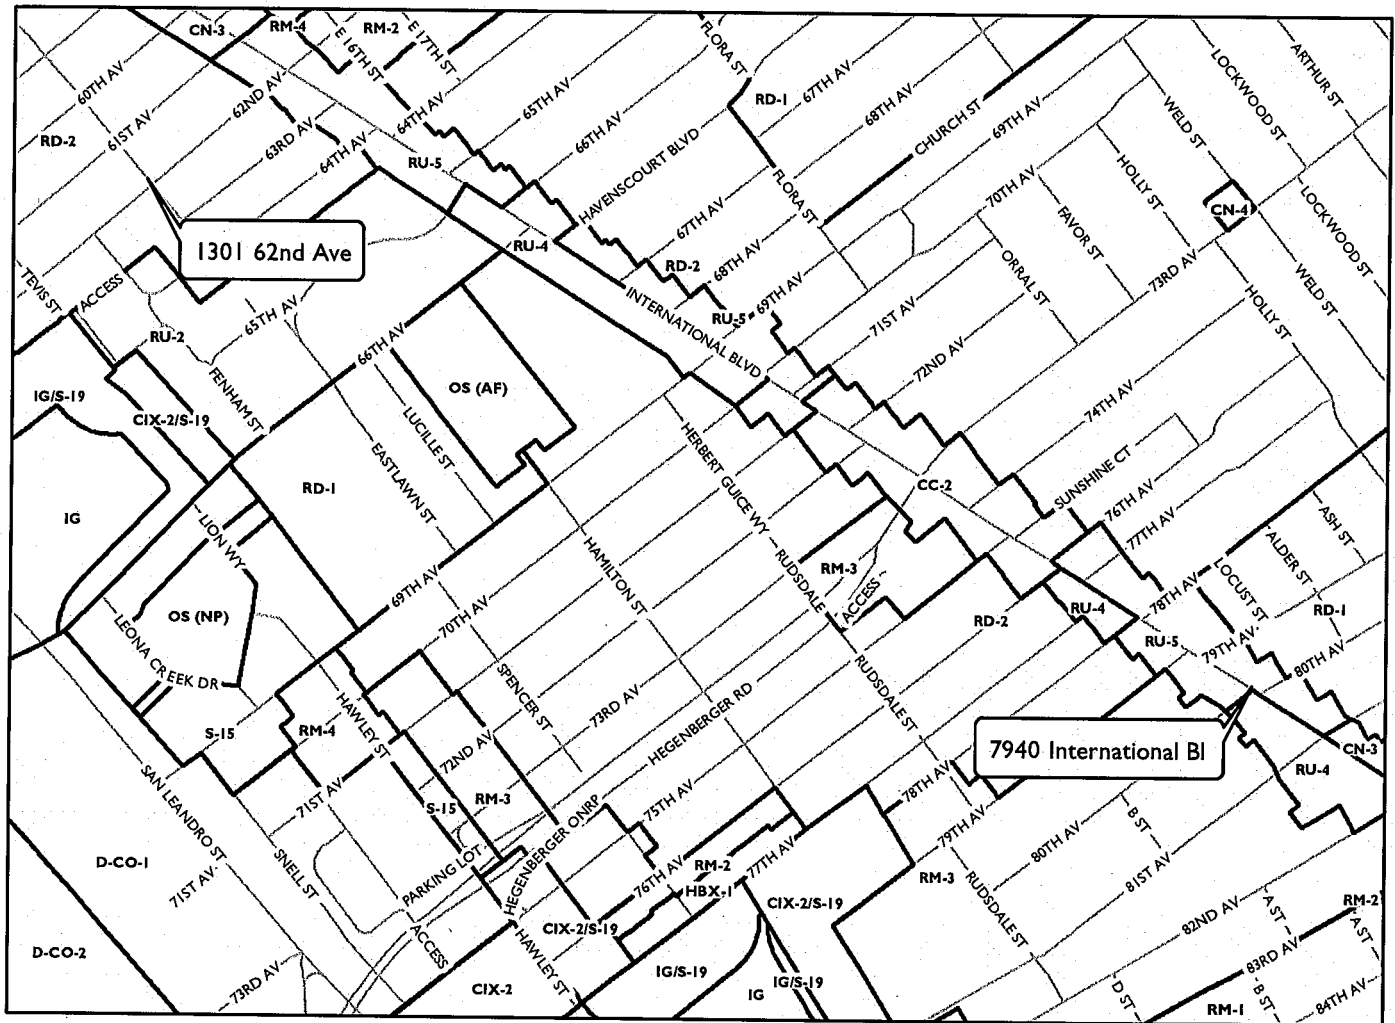 CN-3
RM-4
RM-2
E 16TH ST
E 17TH ST
FLORA ST
ARTHUR ST
LOCKWOOD ST
60TH AV
62ND AV
64TH AV
65TH AV
67TH AV
RD-1
68TH AV
CHURCH ST
69TH AV
WELD ST
61ST AV
RD-2
63RD AV
64TH AV
RU-5
66TH AV
HAVENSCOURT BLVD
FLORA ST
70TH AV
HOLLY ST
CN-4
LOCKWOOD ST
1301 62nd Ave
RU-4
67TH AV
RD-2
68TH AV
69TH AV
FAVOR ST
ORRAL ST
73RD AV
WELD ST
TEVIS ST
ACCESS
RU-2
65TH AV
66TH AV
INTERNATIONAL BLVD
RU-5
71ST AV
72ND AV
HOLLY ST
IG/S-19
CIX-2/S-19
FENHAM ST
OS (AF)
LUCILLE ST
EASTLAWN ST
HERBERT GUICE WY
74TH AV
CC-2
SUNSHINE CT
76TH AV
77TH AV
ASH ST
ALDER ST
LOCUST ST
IG
RD-1
LION WY
HAMILTON ST
RUDSDALE
RM-3
ACCESS
69TH AV
70TH AV
RD-2
RU-4
78TH AV
RU-5
79TH AV
80TH AV
RD-1
OS (NP)
LEONA CREEK DR
SPENCER ST
73RD AV
HEGENBERGER RD
RUDSDALE ST
7940 International Bl
CN-3
RU-4
S-15
RM-4
HAWLEY ST
72ND AV
71ST AV
S-15
RM-3
SAN LEANDRO ST
SNELL ST
HEGENBERGER ONRP
75TH AV
78TH AV
79TH AV
80TH AV
B ST
81ST AV
D-CO-1
71ST AV
PARKING LOT
76TH AV
RM-2
77TH AV
HBX-1
RM-3
RUDSDALE ST
82ND AV
A ST
RM-2
A ST
D-CO-2
73RD AV
ACCESS
HAWLEY ST
CIX-2/S-19
CIX-2/S-19
CIX-2
IG/S-19
IG
IG/S-19
D ST
B ST
83RD AV
84TH AV
RM-1